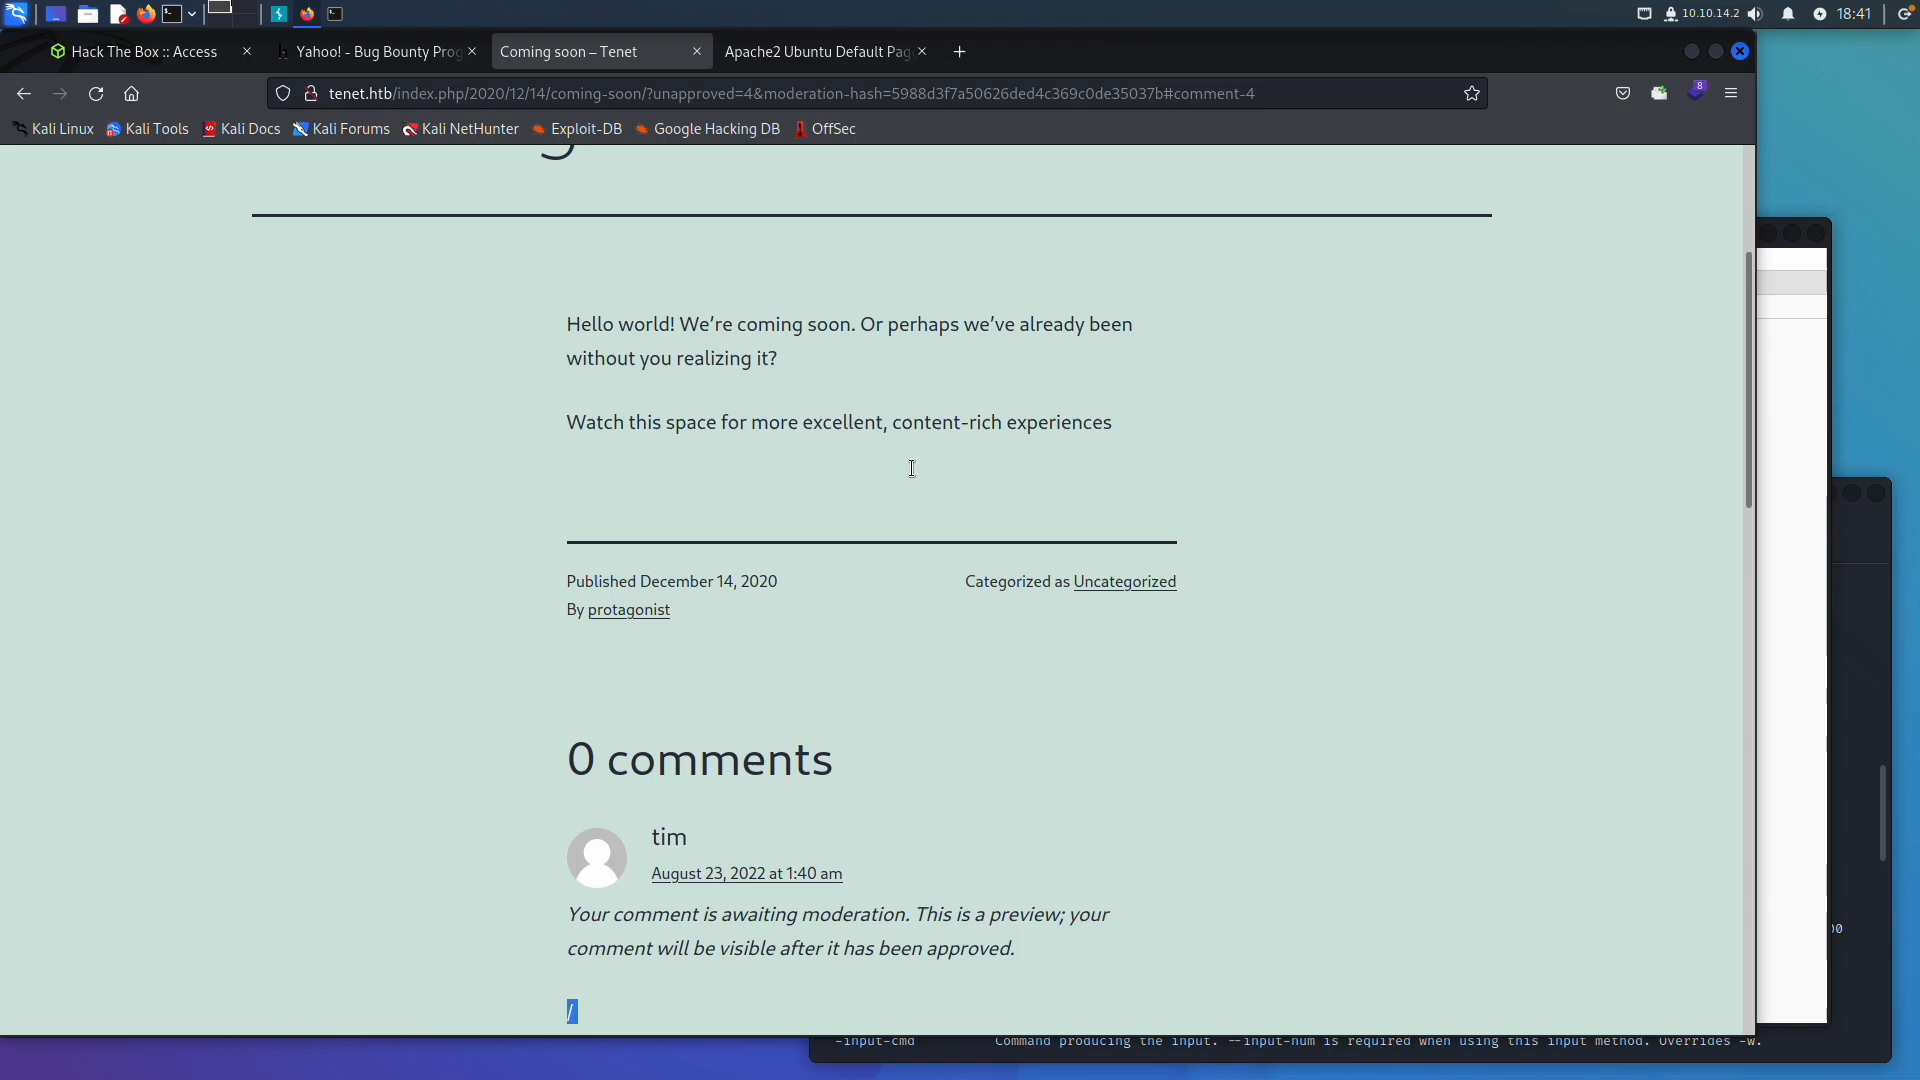 10.10.14.2
18:41
Hack The Box :: Access
Yahoo! - Bug Bounty Prog
Coming soon – Tenet
Apache2 Ubuntu Default Pag
tenet.htb/index.php/2020/12/14/coming-soon/?unapproved=4&moderation-hash=5988d3f7a50626ded4c369c0de35037b#comment-4
8
Kali Linux
Kali Tools
Kali Docs
Kali Forums
Kali NetHunter
Exploit-DB
Google Hacking DB
OffSec
Hello world! We’re coming soon. Or perhaps we’ve already been
without you realizing it?
Watch this space for more excellent, content-rich experiences
Published December 14, 2020
By protagonist
Categorized as Uncategorized
0 comments
tim
August 23, 2022 at 1:40 am
Your comment is awaiting moderation. This is a preview; your
comment will be visible after it has been approved.
/
-input-cmd Command producing the input. --input-num is required when using this input method. Overrides -w.